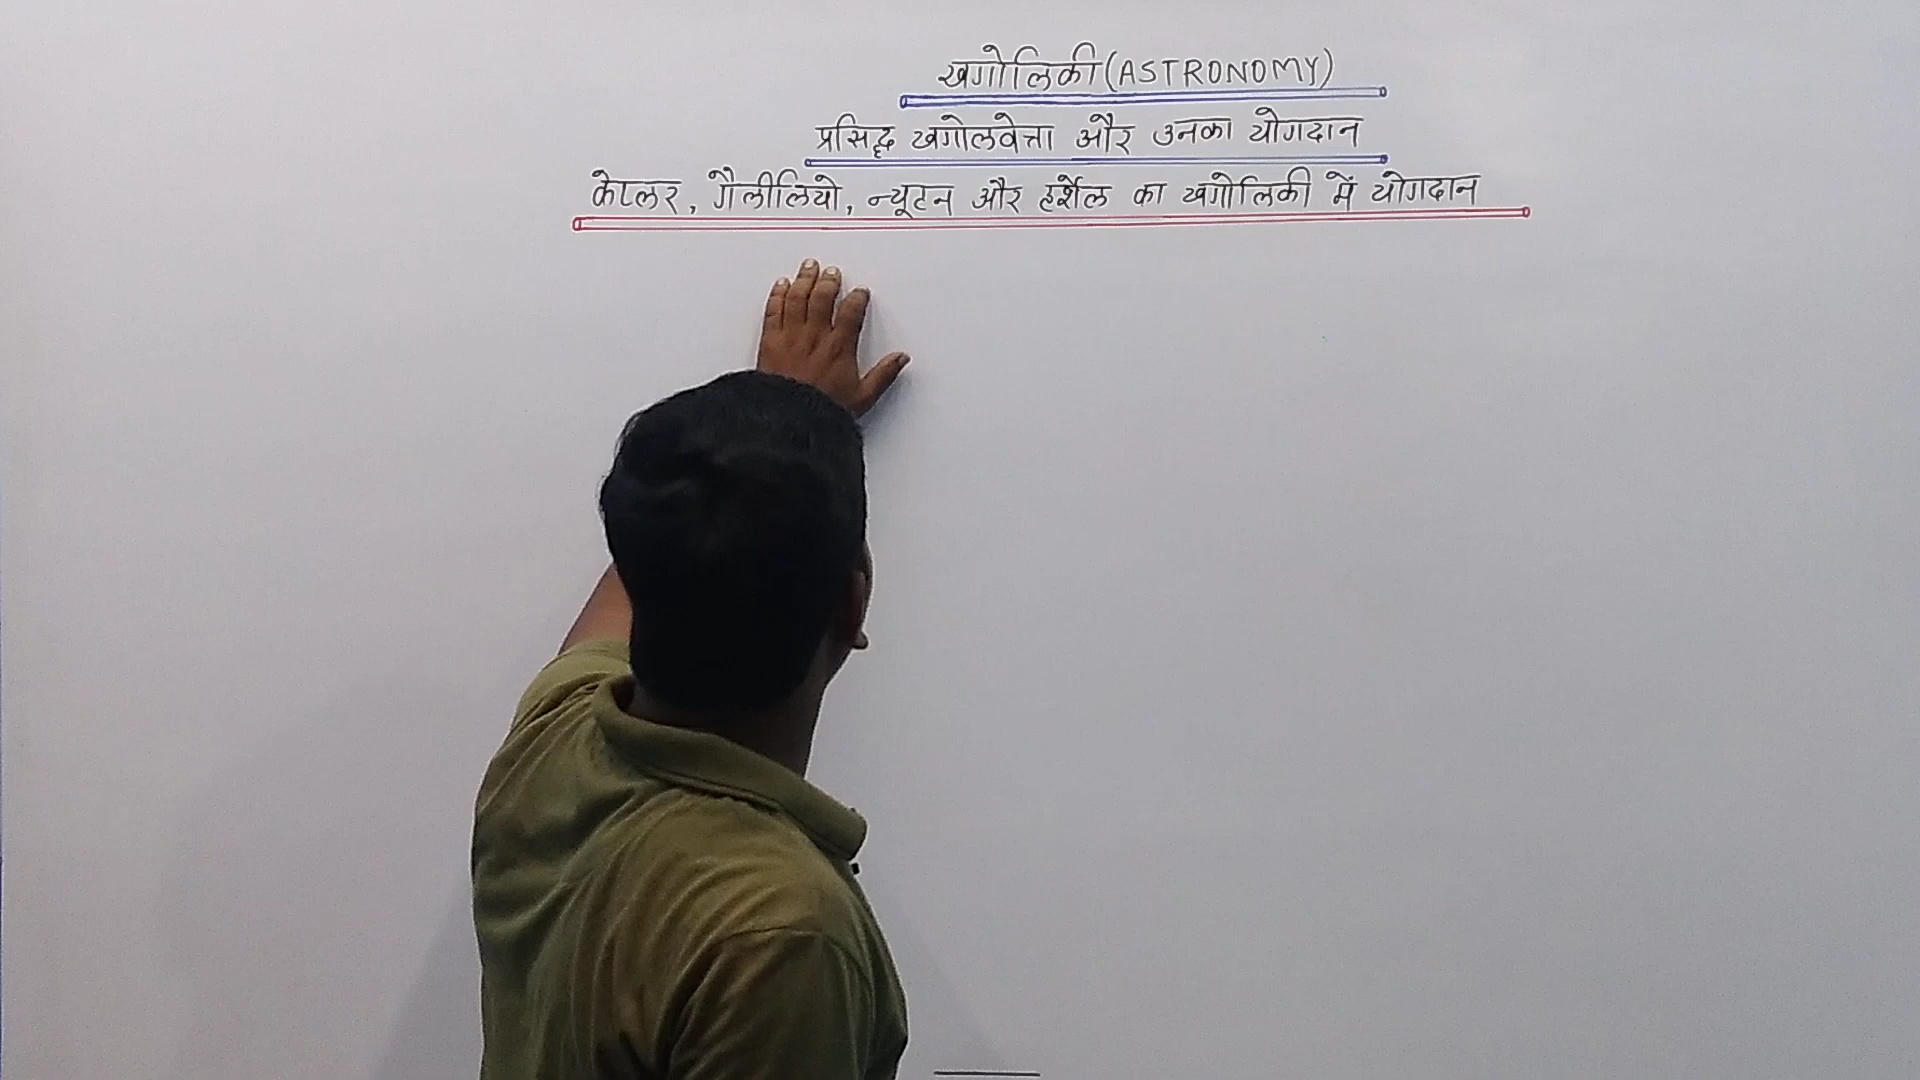 खगोलिकी(ASTRONOMY)
प्रसिद्ध खगोलवेत्ता और उनका योगदान
केप्लर, गैलीलियो, न्यूटन और हर्शेल का खगोलिकी में योगदान